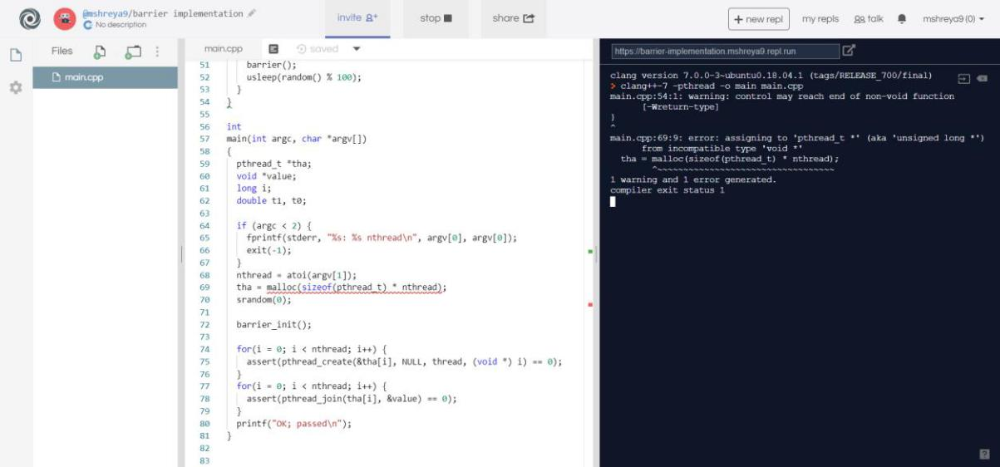 @mshreya9/barrier implementation
No description
invite
stop
share
+ new repl
my repls
talk
mshreya9 (0)
Files
main.cpp
main.cpp
saved
https://barrier-implementation.mshreya9.repl.run
51 barrier();
52 usleep(random() % 100);
53 }
54 }
55
56 int
57 main(int argc, char *argv[])
58 {
59 pthread_t *tha;
60 void *value;
61 long i;
62 double t1, t0;
63
64 if (argc < 2) {
65 fprintf(stderr, "%s: %s nthread\n", argv[0], argv[0]);
66 exit(-1);
67 }
68 nthread = atoi(argv[1]);
69 tha = malloc(sizeof(pthread_t) * nthread);
70 srandom(0);
71
72 barrier_init();
73
74 for(i = 0; i < nthread; i++) {
75 assert(pthread_create(&tha[i], NULL, thread, (void *) i) == 0);
76 }
77 for(i = 0; i < nthread; i++) {
78 assert(pthread_join(tha[i], &value) == 0);
79 }
80 printf("OK; passed\n");
81 }
82
83
clang version 7.0.0-3~ubuntu0.18.04.1 (tags/RELEASE_700/final)
> clang++-7 -pthread -o main main.cpp
main.cpp:54:1: warning: control may reach end of non-void function
[-Wreturn-type]
}
^
main.cpp:69:9: error: assigning to 'pthread_t *' (aka 'unsigned long *')
from incompatible type 'void *'
tha = malloc(sizeof(pthread_t) * nthread);
^~~~~~~~~~~~~~~~~~~~~~~~~~~~~~~~~~~
1 warning and 1 error generated.
compiler exit status 1
?